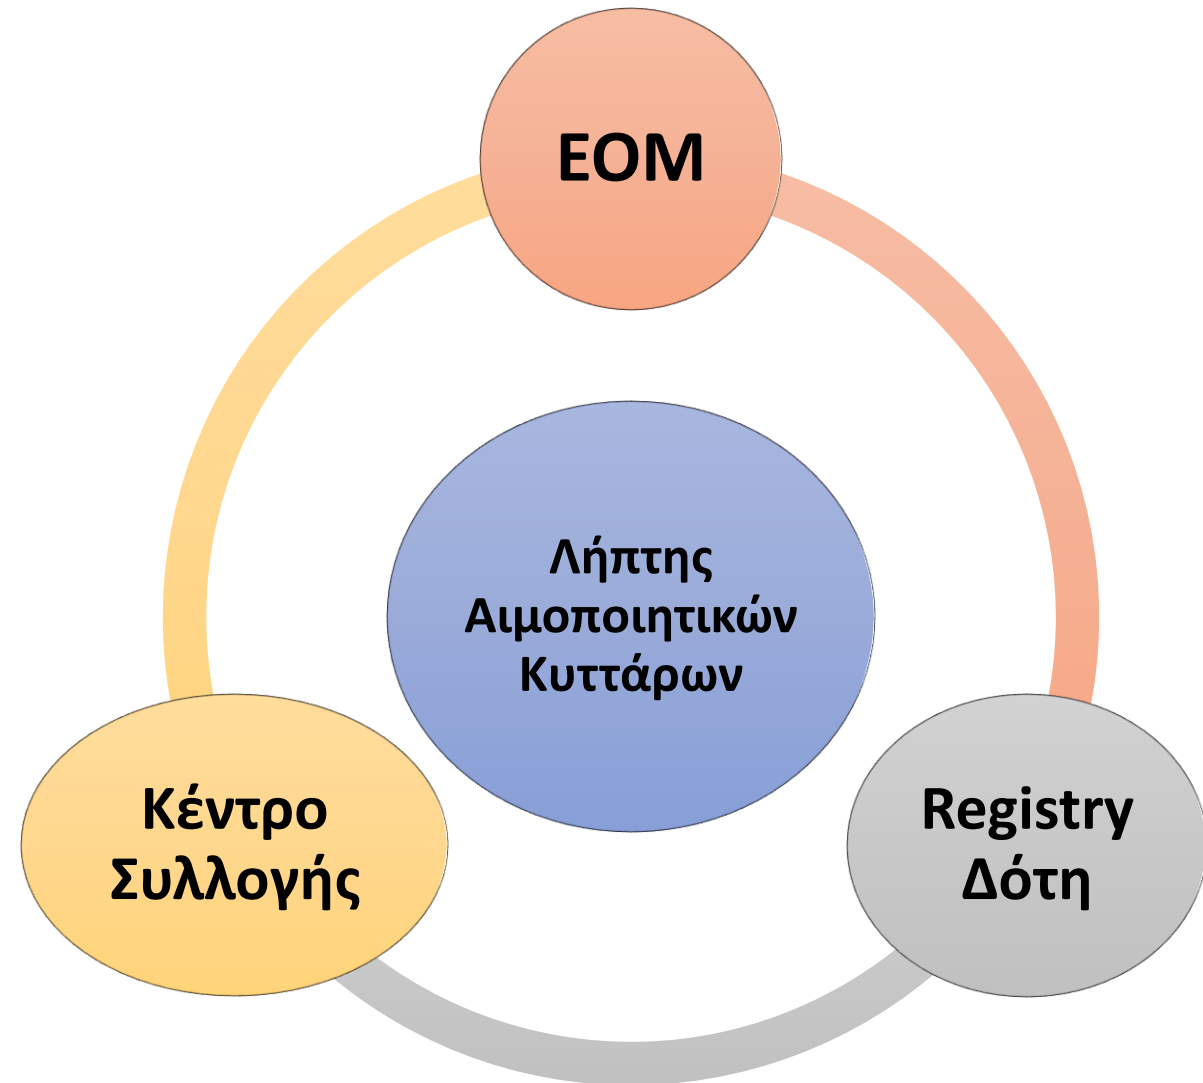 ΕΟΜ
Λήπτης
Αιμοποιητικών
Κυττάρων
Κέντρο
Συλλογής
Registry
Δότη